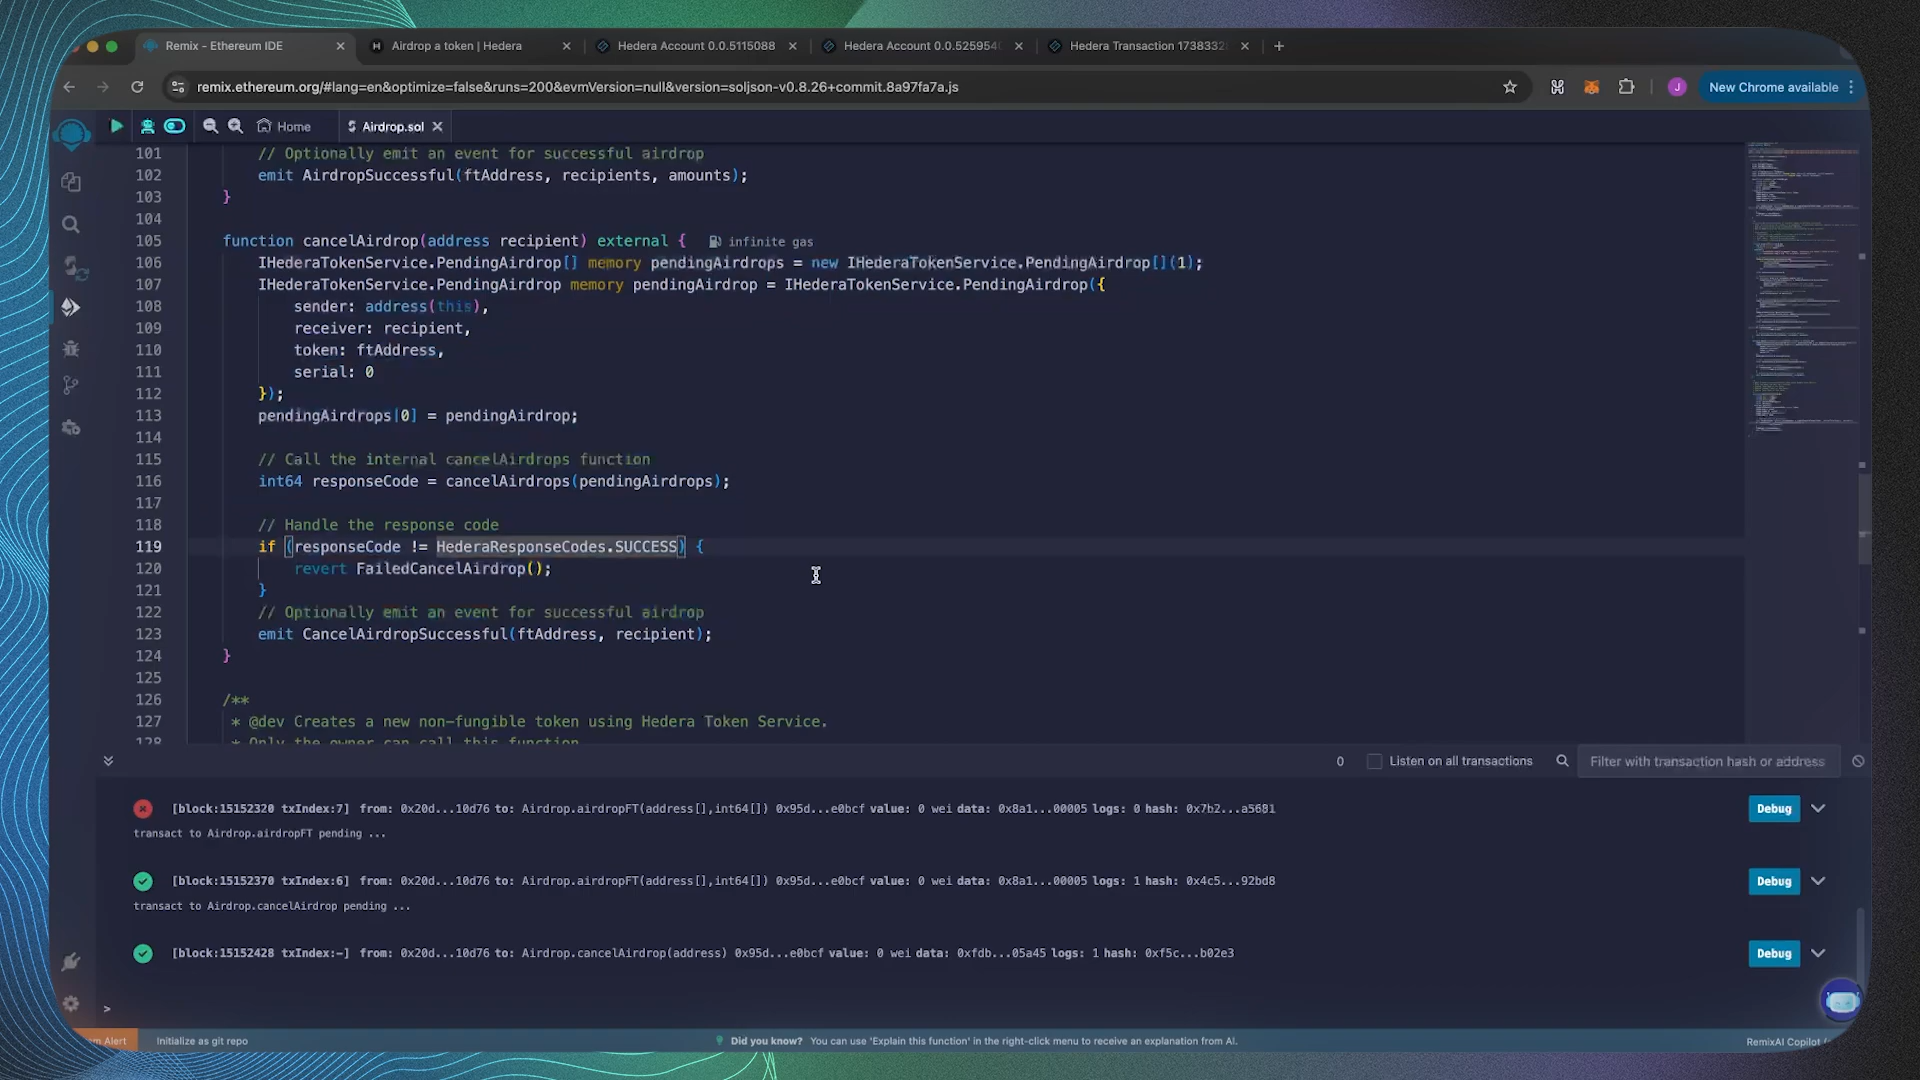 Remix - Ethereum IDE
Airdrop a token | Hedera
Hedera Account 0.0.5115088
Hedera Account 0.0.5259540
Hedera Transaction 1738332
remix.ethereum.org/#lang=en&optimize=false&runs=200&evmVersion=null&version=soljson-v0.8.26+commit.8a97fa7a.js
J
New Chrome available
Home
Airdrop.sol
101 // Optionally emit an event for successful airdrop
102 emit AirdropSuccessful(ftAddress, recipients, amounts);
103 }
104
105 function cancelAirdrop(address recipient) external { infinite gas
106 IHederaTokenService.PendingAirdrop[] memory pendingAirdrops = new IHederaTokenService.PendingAirdrop[](1);
107 IHederaTokenService.PendingAirdrop memory pendingAirdrop = IHederaTokenService.PendingAirdrop({
108 sender: address(this),
109 receiver: recipient,
110 token: ftAddress,
111 serial: 0
112 });
113 pendingAirdrops[0] = pendingAirdrop;
114
115 // Call the internal cancelAirdrops function
116 int64 responseCode = cancelAirdrops(pendingAirdrops);
117
118 // Handle the response code
119 if (responseCode != HederaResponseCodes.SUCCESS) {
120 revert FailedCancelAirdrop();
121 }
122 // Optionally emit an event for successful airdrop
123 emit CancelAirdropSuccessful(ftAddress, recipient);
124 }
125
126 /**
127 * @dev Creates a new non-fungible token using Hedera Token Service.
128 * Only the owner can call this function
0
Listen on all transactions
Filter with transaction hash or address
[block:15152320 txIndex:7] from: 0x20d...10d76 to: Airdrop.airdropFT(address[],int64[]) 0x95d...e0bcf value: 0 wei data: 0x8a1...00005 logs: 0 hash: 0x7b2...a5681
Debug
transact to Airdrop.airdropFT pending ...
[block:15152370 txIndex:6] from: 0x20d...10d76 to: Airdrop.airdropFT(address[],int64[]) 0x95d...e0bcf value: 0 wei data: 0x8a1...00005 logs: 1 hash: 0x4c5...92bd8
Debug
transact to Airdrop.cancelAirdrop pending ...
[block:15152428 txIndex:-] from: 0x20d...10d76 to: Airdrop.cancelAirdrop(address) 0x95d...e0bcf value: 0 wei data: 0xfdb...05a45 logs: 1 hash: 0xf5c...b02e3
Debug
>
Alert
Initialize as git repo
Did you know? You can use 'Explain this function' in the right-click menu to receive an explanation from AI.
RemixAI Copilot